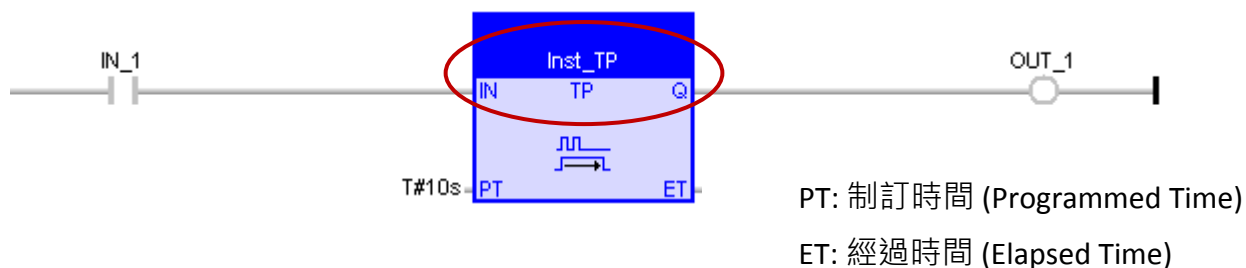 IN_1
Inst_TP
OUT_1
IN TP Q
T#10s PT ET
PT: 制訂時間 (Programmed Time)
ET: 經過時間 (Elapsed Time)